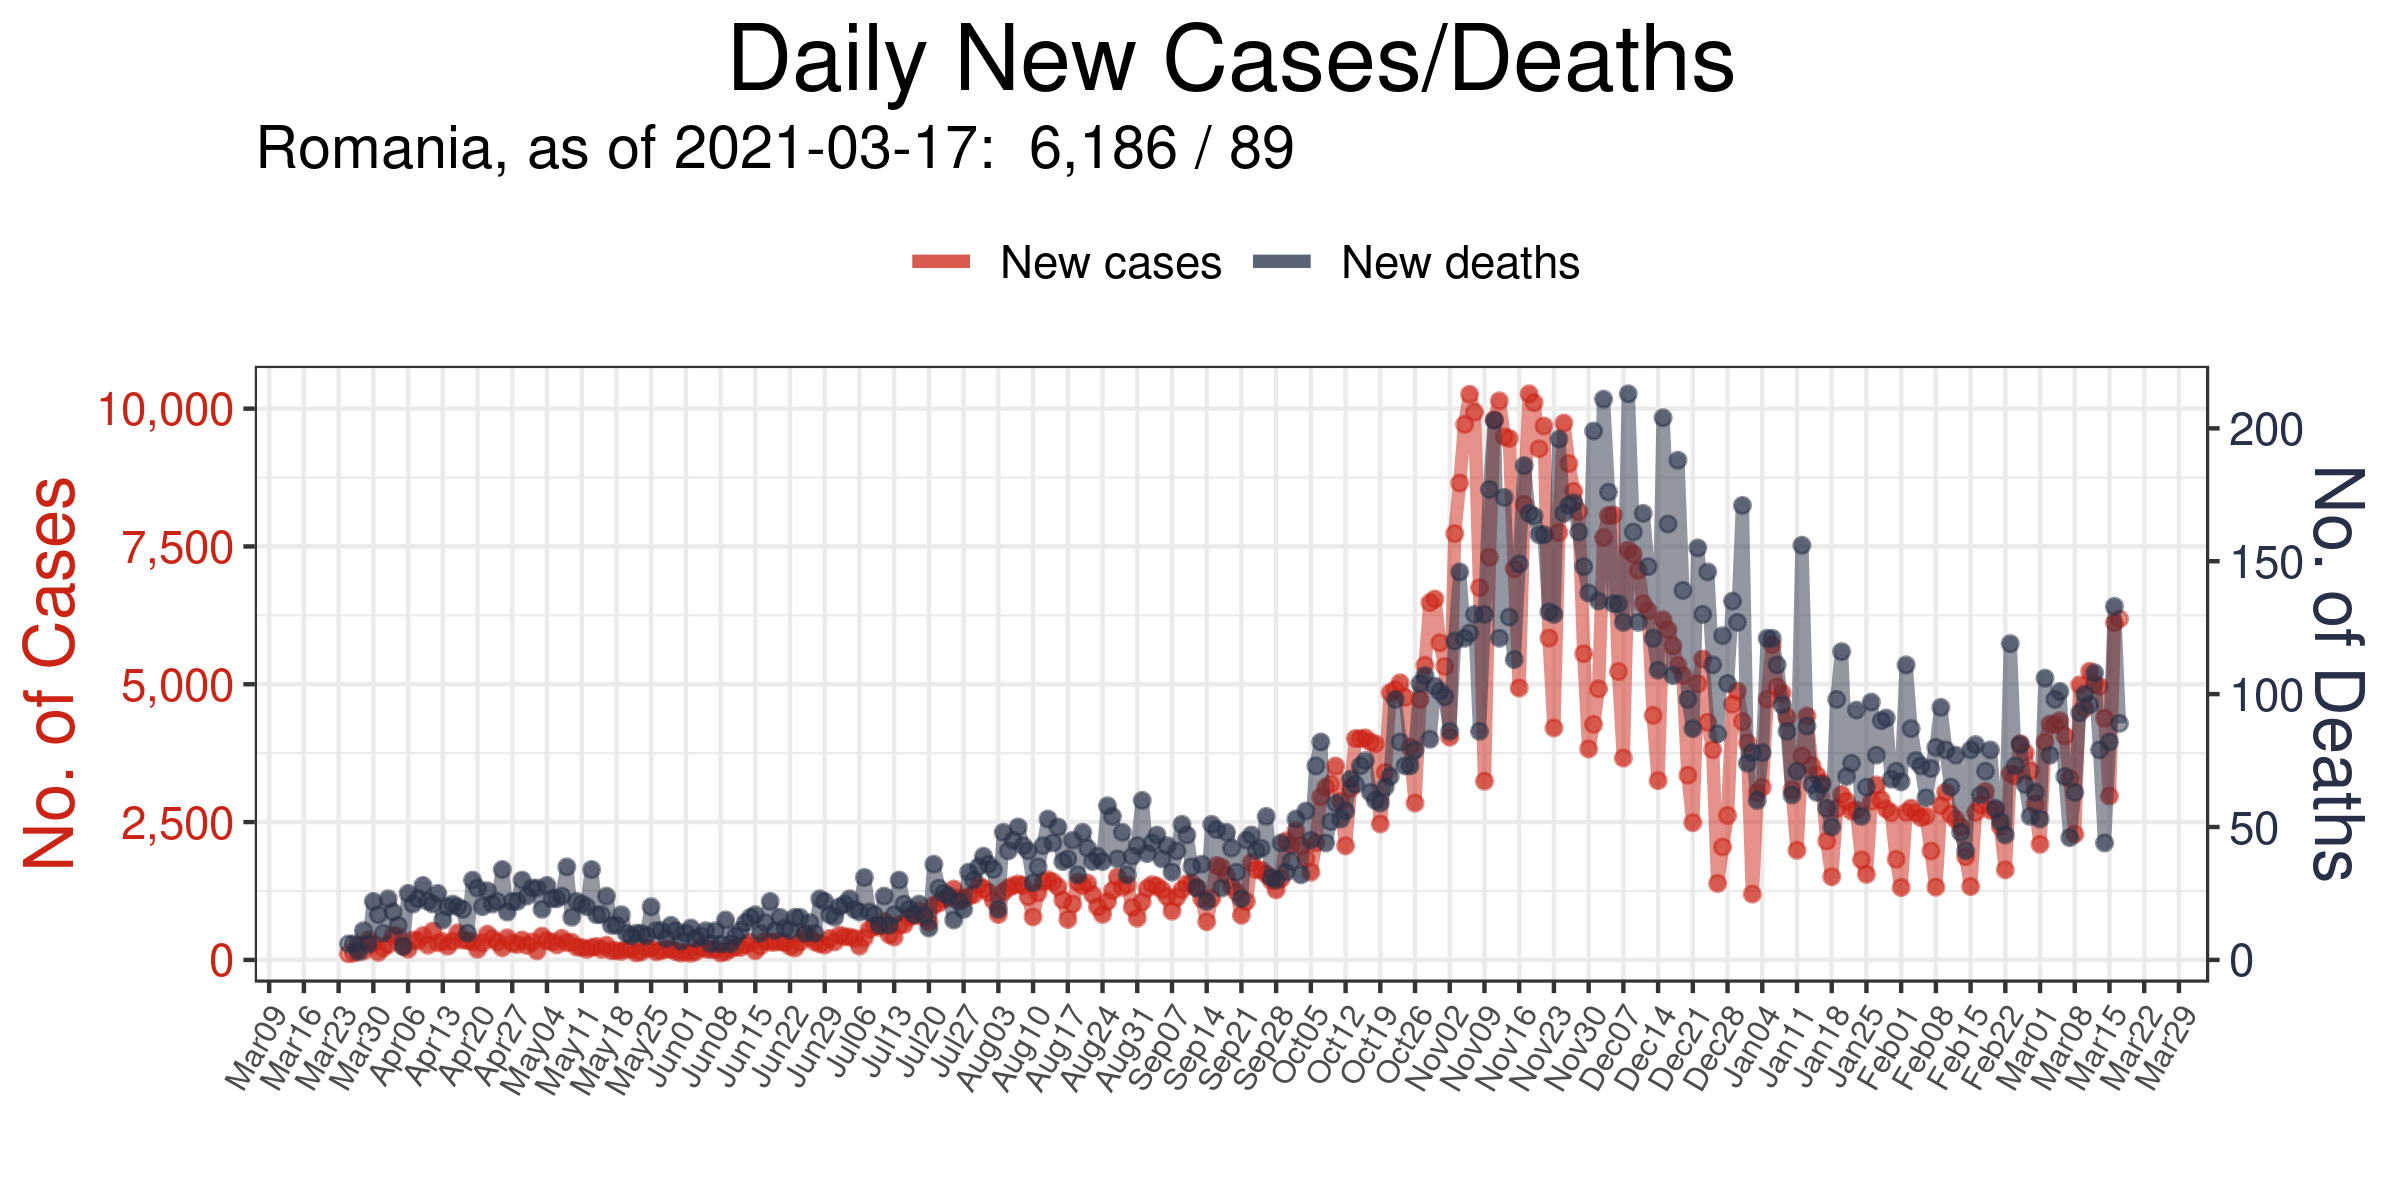 Daily New Cases/Deaths
Romania, as of 2021-03-17:  6,186 / 89
New cases
New deaths
No. of Cases
10,000
7,500
5,000
2,500
0
200
150
100
50
0
No. of Deaths
Mar09
Mar16
Mar23
Mar30
Apr06
Apr13
Apr20
Apr27
May04
May11
May18
May25
Jun01
Jun08
Jun15
Jun22
Jun29
Jul06
Jul13
Jul20
Jul27
Aug03
Aug10
Aug17
Aug24
Aug31
Sep07
Sep14
Sep21
Sep28
Oct05
Oct12
Oct19
Oct26
Nov02
Nov09
Nov16
Nov23
Nov30
Dec07
Dec14
Dec21
Dec28
Jan04
Jan11
Jan18
Jan25
Feb01
Feb08
Feb15
Feb22
Mar01
Mar08
Mar15
Mar22
Mar29